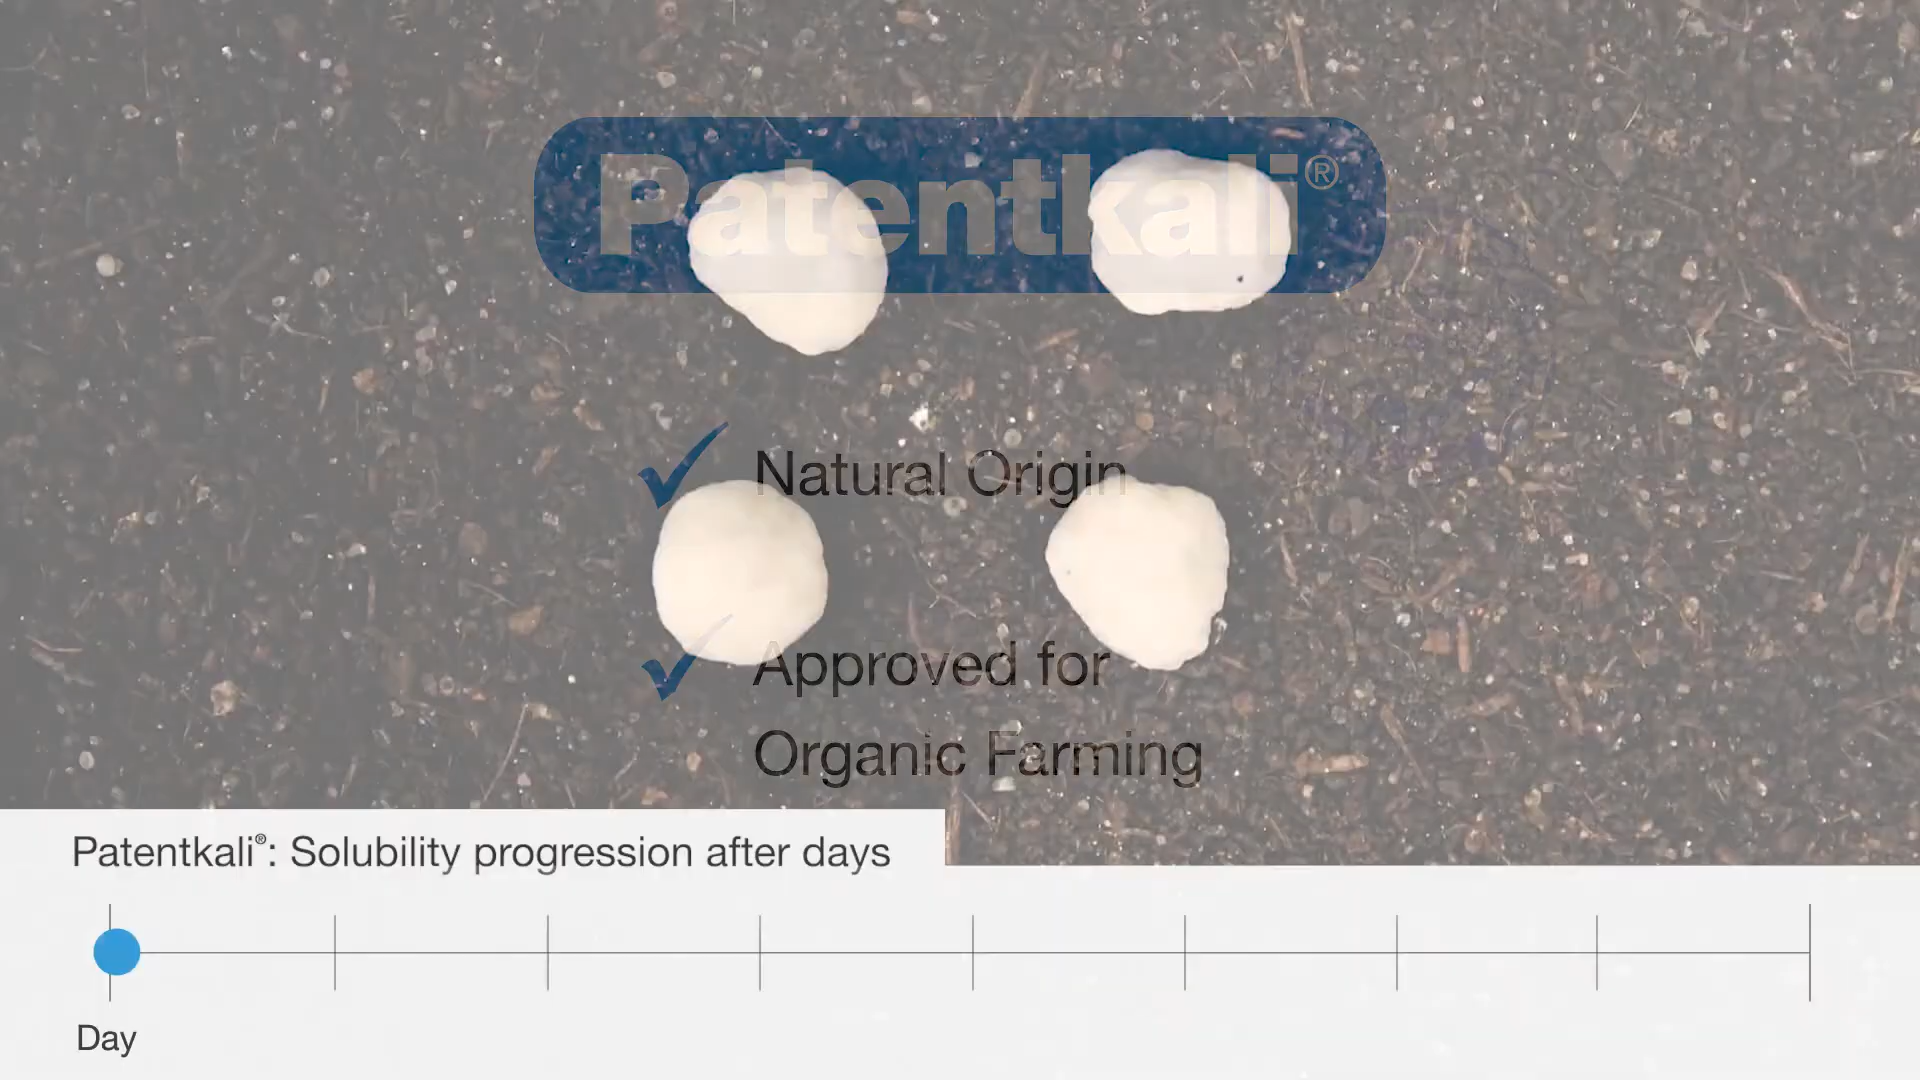 Patentkali®
Natural Origin
Approved for
Organic Farming
Patentkali®: Solubility progression after days
Day